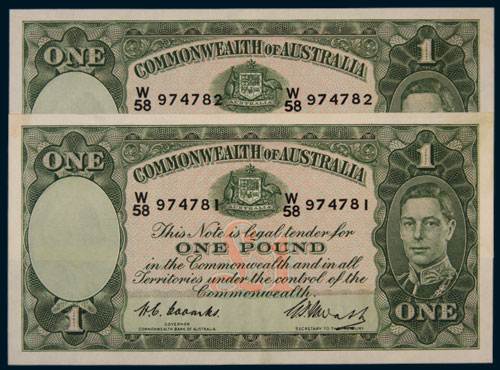 ONE COMMONWEALTH OF AUSTRALIA 1
AUSTRALIA
W/58 974782 W/58 974782
ONE COMMONWEALTH OF AUSTRALIA 1
AUSTRALIA
W/58 974781 W/58 974781
This Note is legal tender for
ONE POUND
in the Commonwealth and in all
Territories under the control of the
Commonwealth.
1 ONE
GOVERNOR
COMMONWEALTH BANK OF AUSTRALIA
SECRETARY TO THE TREASURY